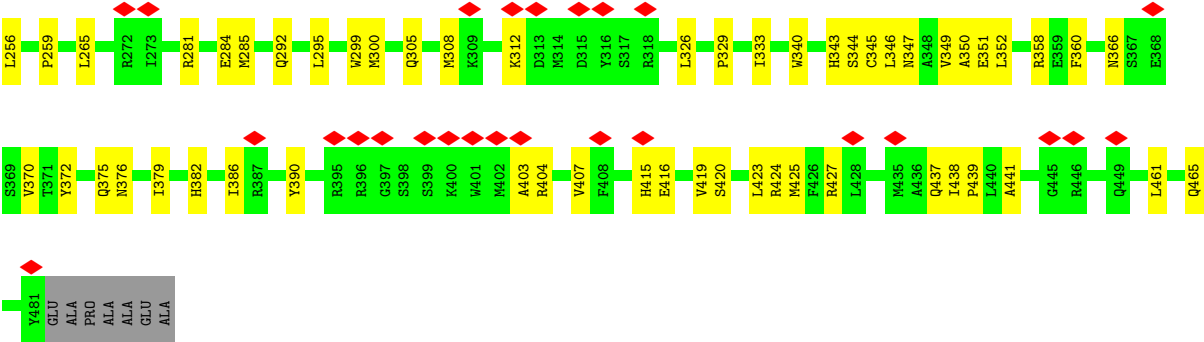 L256 P259 L265 R272 I273 R281 E284 M285 Q292 L295 W299 M300 Q305 M308 K309 K312 D313 M314 D315 Y316 S317 R318 L326 P329 I333 W340 H343 S344 C345 L346 N347 A348 V349 A350 E351 L352 R358 E359 F360 N366 S367 E368
S369 V370 T371 Y372 Q375 N376 I379 H382 I386 R387 Y390 R395 R396 G397 S398 S399 K400 W401 M402 A403 R404 V407 F408 H415 E416 V419 S420 L423 R424 M425 F426 R427 L428 M435 A436 Q437 I438 P439 L440 A441 G445 R446 Q449 L461 Q465
Y481 GLU ALA PRO ALA ALA GLU ALA